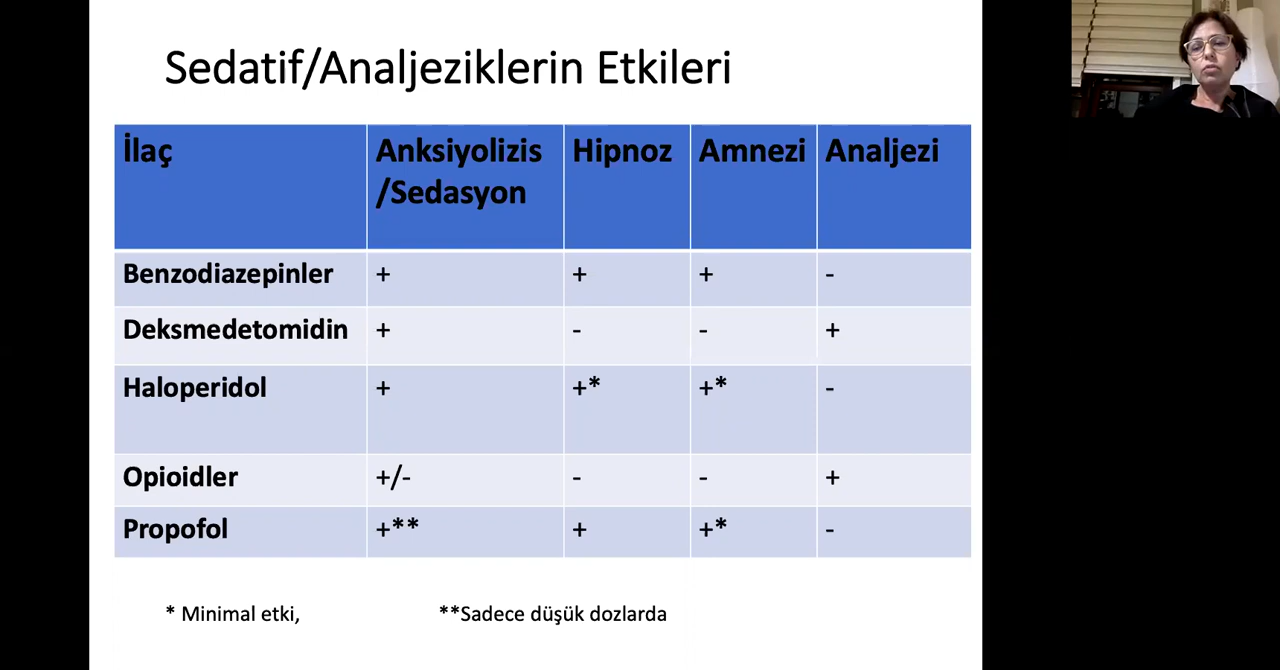 Sedatif/Analjeziklerin Etkileri
İlaç Anksiyolizis /Sedasyon Hipnoz Amnezi Analjezi
Benzodiazepinler + + + -
Deksmedetomidin + - - +
Haloperidol + +* +* -
Opioidler +/- - - +
Propofol +** + +* -
* Minimal etki, **Sadece düşük dozlarda